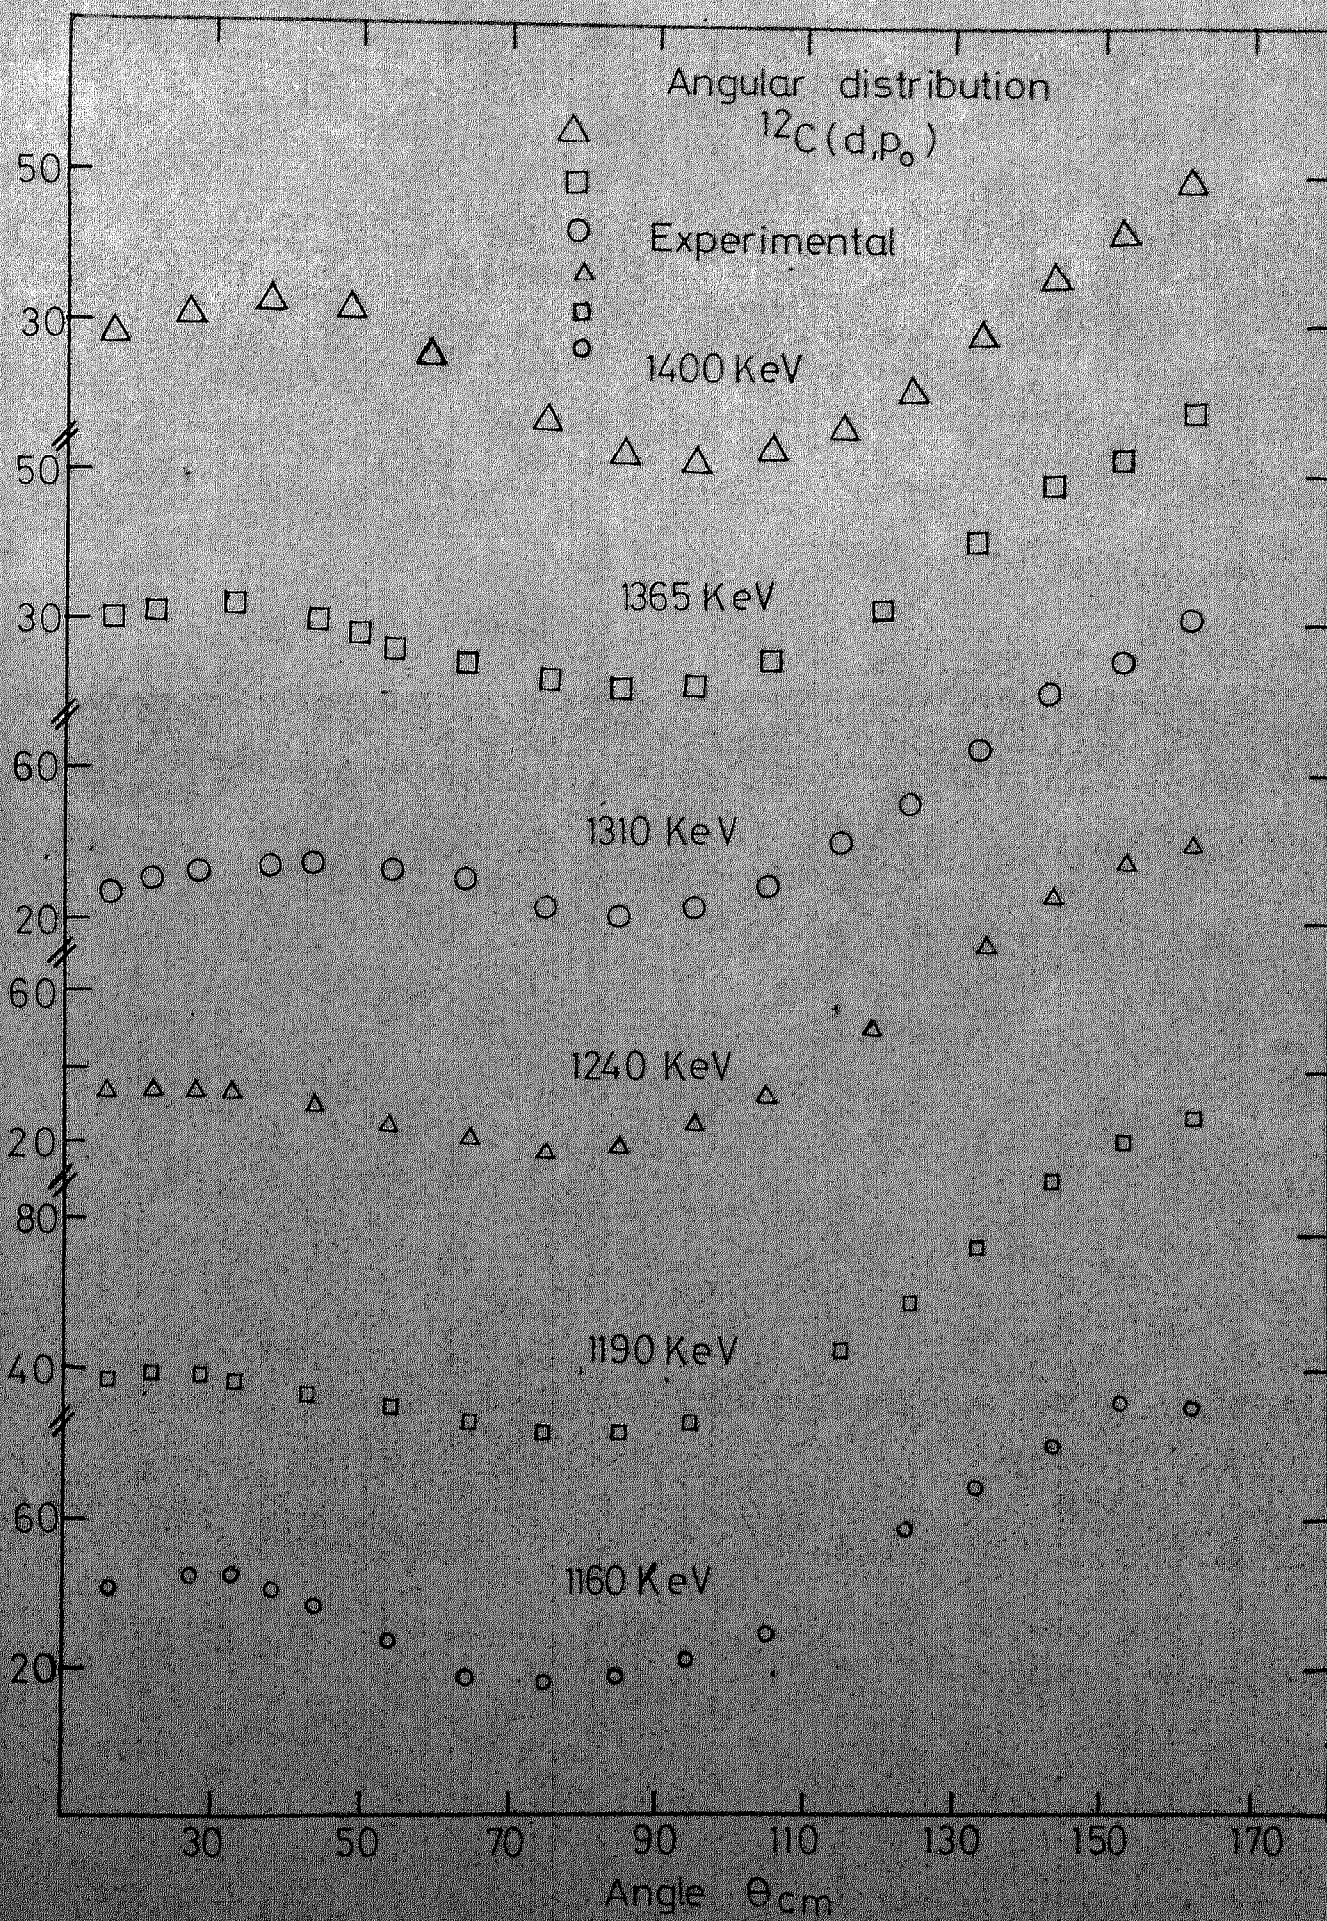 Angular distribution
¹²C(d,p₀)
50
Experimental
30
1400 KeV
50
1365 KeV
30
60
1310 KeV
20
60
1240 KeV
20
80
1190 KeV
40
60
1160 KeV
20
30 50 70 90 110 130 150 170
Angle θcm